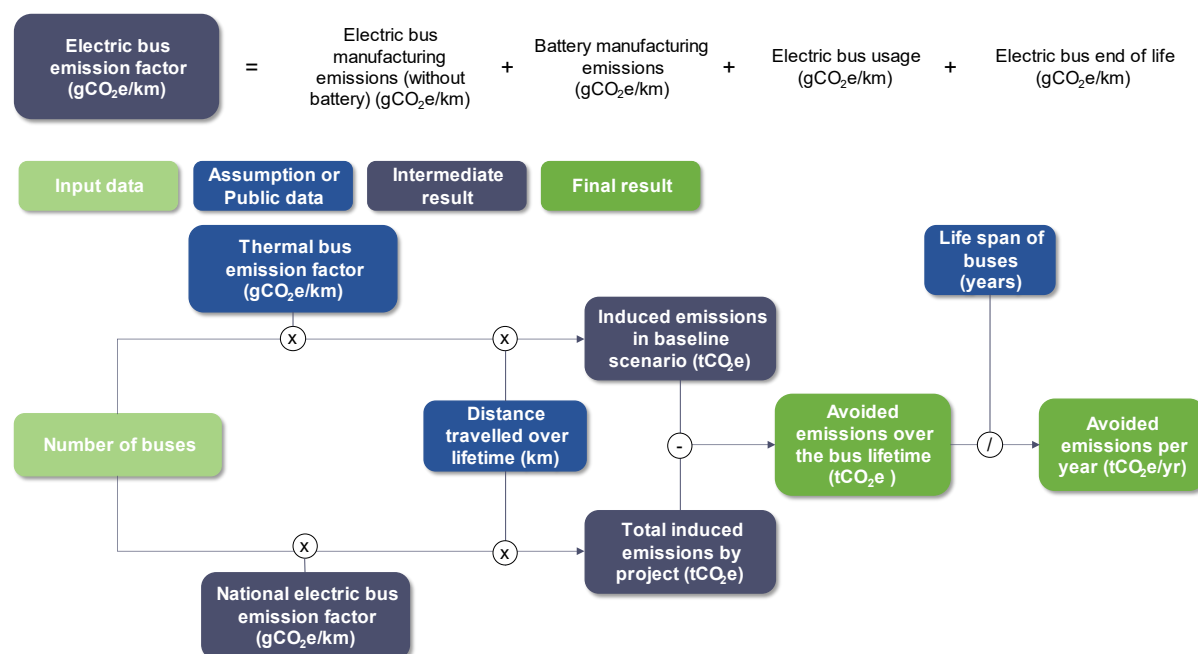 Electric bus
emission factor
(gCO₂e/km)
=
Electric bus
manufacturing
emissions (without
battery) (gCO₂e/km)
+
Battery manufacturing
emissions
(gCO₂e/km)
+
Electric bus usage
(gCO₂e/km)
+
Electric bus end of life
(gCO₂e/km)
Input data
Assumption or
Public data
Intermediate
result
Final result
Thermal bus
emission factor
(gCO₂e/km)
Life span of
buses
(years)
x
x
Induced emissions
in baseline
scenario (tCO₂e)
Number of buses
Distance
travelled over
lifetime (km)
-
Avoided
emissions over
the bus lifetime
(tCO₂e )
/
Avoided
emissions per
year (tCO₂e/yr)
x
x
Total induced
emissions by
project (tCO₂e)
National electric bus
emission factor
(gCO₂e/km)